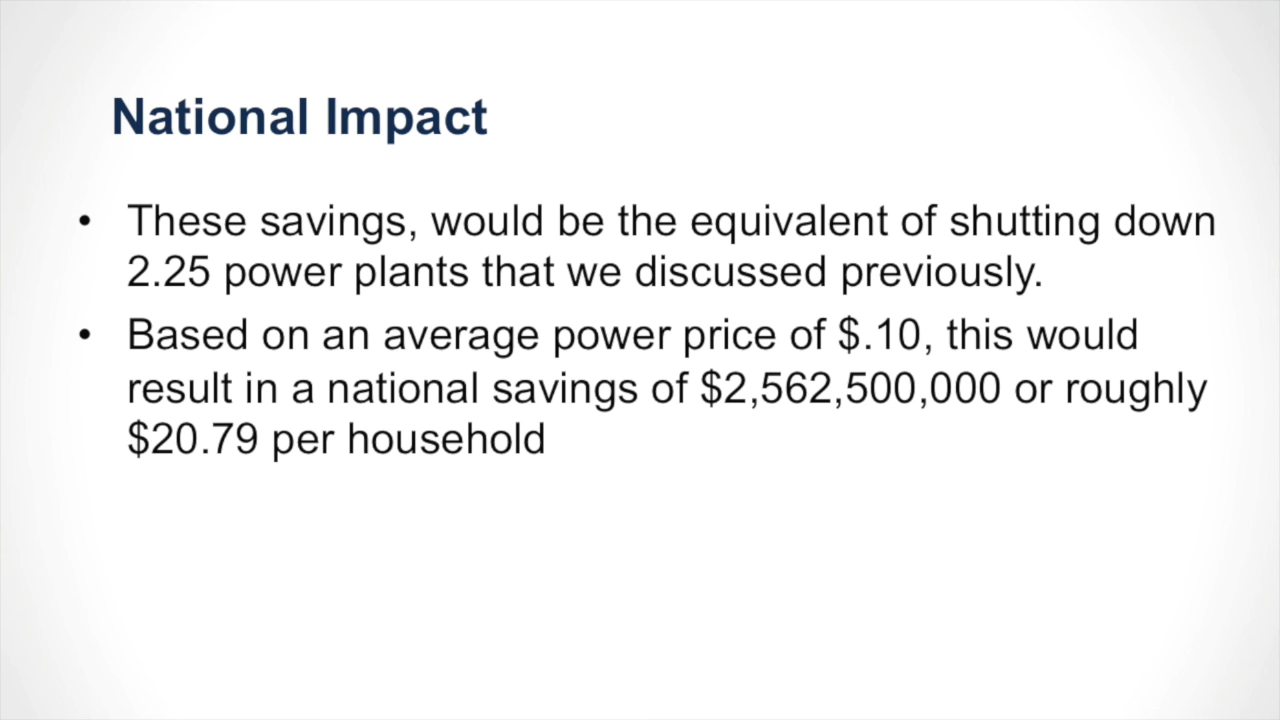 National Impact
• These savings, would be the equivalent of shutting down
2.25 power plants that we discussed previously.
• Based on an average power price of $.10, this would
result in a national savings of $2,562,500,000 or roughly
$20.79 per household